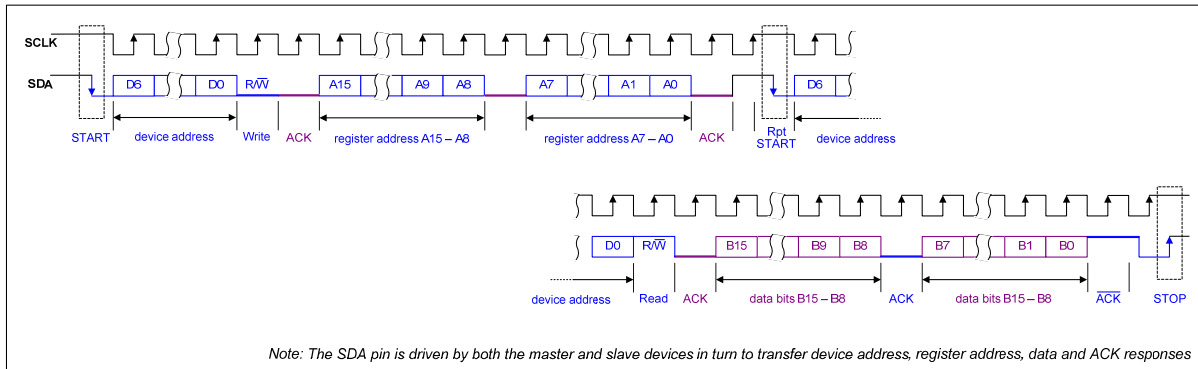 SCLK
SDA D6 D0 R/W̅ A15 A9 A8 A7 A1 A0 D6
START device address Write ACK register address A15 – A8 register address A7 – A0 ACK Rpt START device address
D0 R/W̅ B15 B9 B8 B7 B1 B0
device address Read ACK data bits B15 – B8 ACK data bits B15 – B8 A̅C̅K̅ STOP
Note: The SDA pin is driven by both the master and slave devices in turn to transfer device address, register address, data and ACK responses